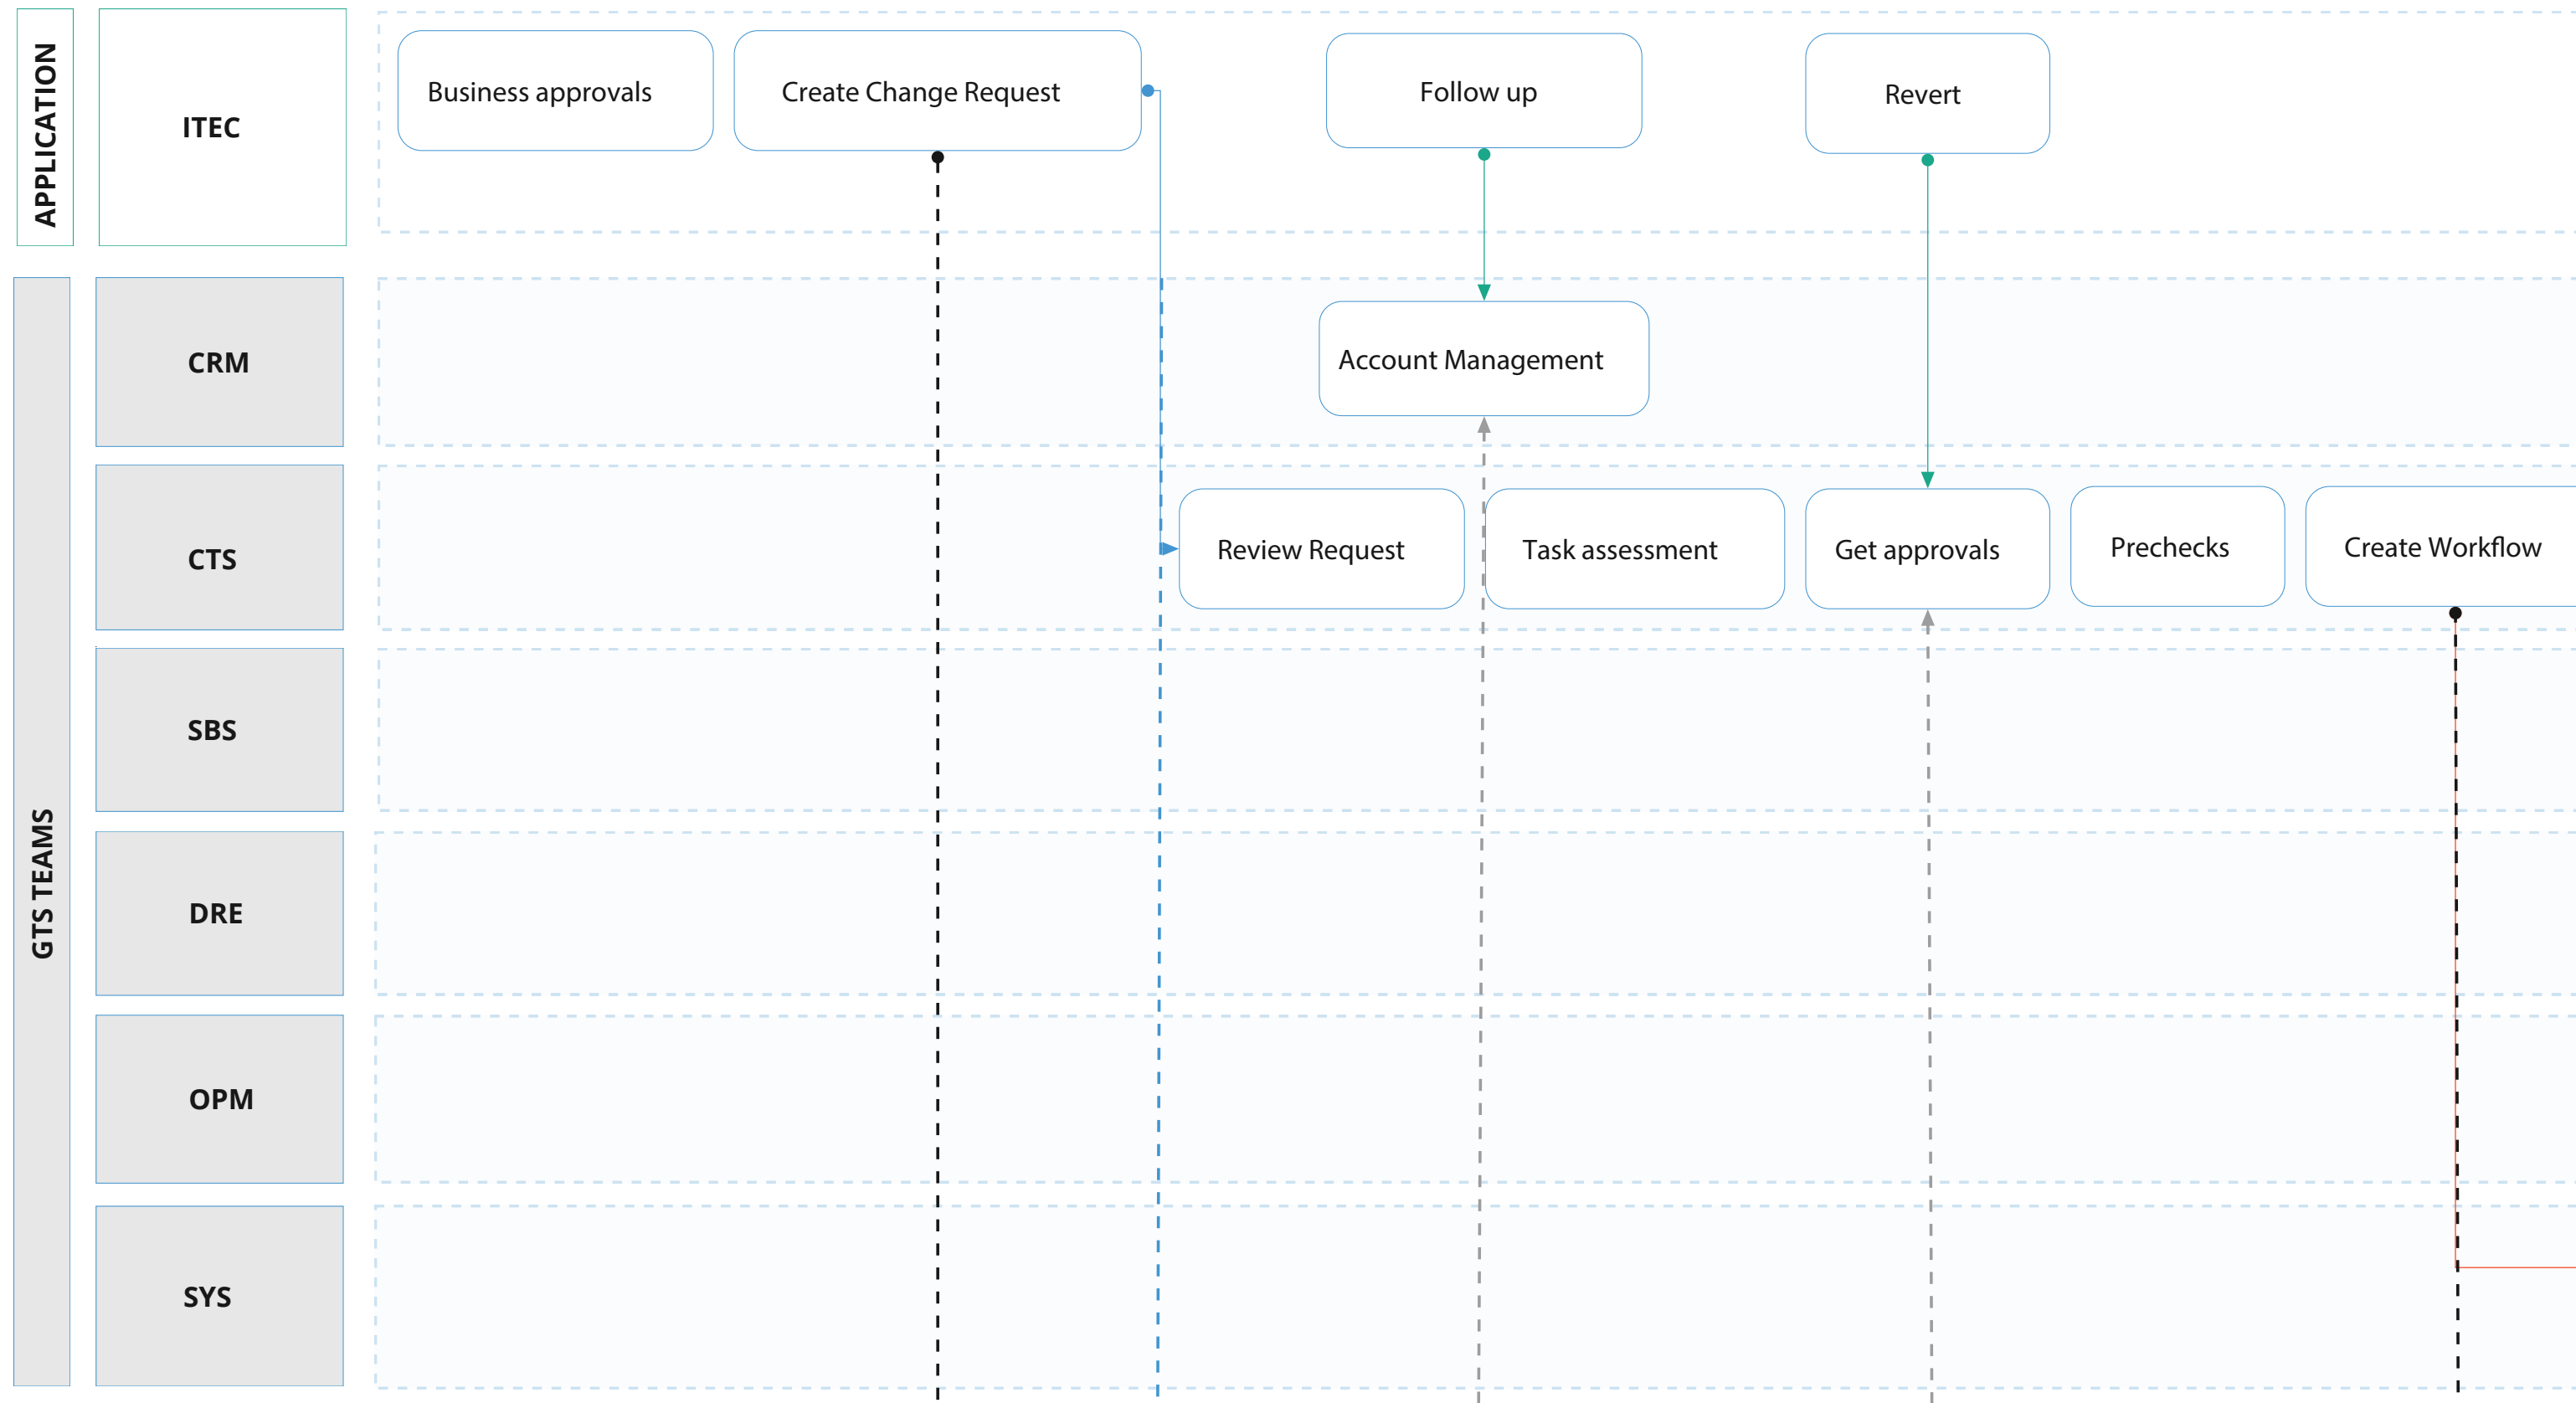 APPLICATION
ITEC
Business approvals
Create Change Request
Follow up
Revert
GTS TEAMS
CRM
Account Management
CTS
Review Request
Task assessment
Get approvals
Prechecks
Create Workflow
SBS
DRE
OPM
SYS